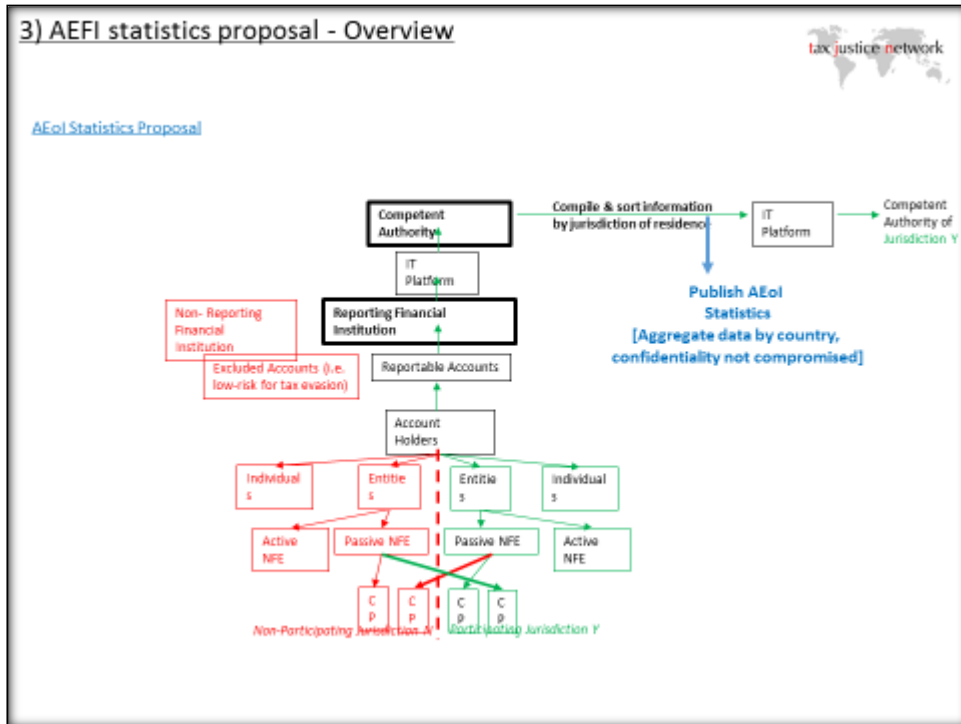 3) AEFI statistics proposal - Overview
tax justice network
AEoI Statistics Proposal
Competent
Authority
Compile & sort information
by jurisdiction of residence
IT
Platform
Competent
Authority of
Jurisdiction Y
IT
Platform
Publish AEoI
Statistics
[Aggregate data by country,
confidentiality not compromised]
Non- Reporting
Financial
Institution
Reporting Financial
Institution
Excluded Accounts (i.e.
low-risk for tax evasion)
Reportable Accounts
Account
Holders
Individual
s
Entitie
s
Entitie
s
Individual
s
Active
NFE
Passive NFE
Passive NFE
Active
NFE
C
P
C
P
C
P
C
P
Non-Participating Jurisdiction N
Participating Jurisdiction Y